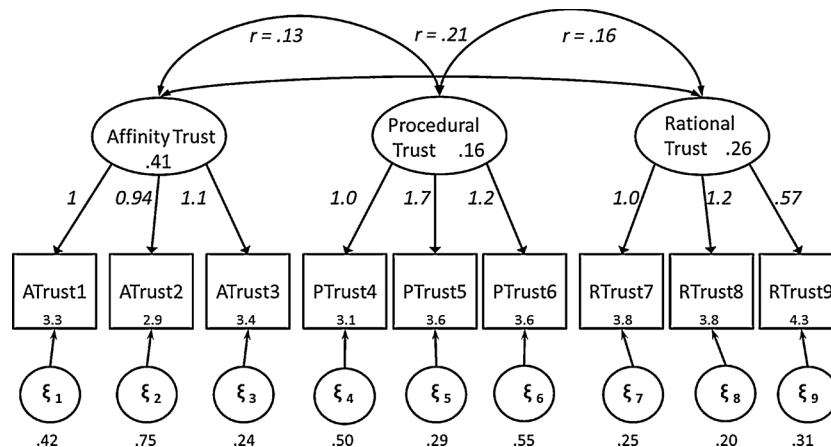 r = .13
r = .21
r = .16
Affinity Trust
.41
Procedural
Trust .16
Rational
Trust .26
1 0.94 1.1 1.0 1.7 1.2 1.0 1.2 .57
ATrust1 ATrust2 ATrust3 PTrust4 PTrust5 PTrust6 RTrust7 RTrust8 RTrust9
3.3 2.9 3.4 3.1 3.6 3.6 3.8 3.8 4.3
ξ1 ξ2 ξ3 ξ4 ξ5 ξ6 ξ7 ξ8 ξ9
.42 .75 .24 .50 .29 .55 .25 .20 .31